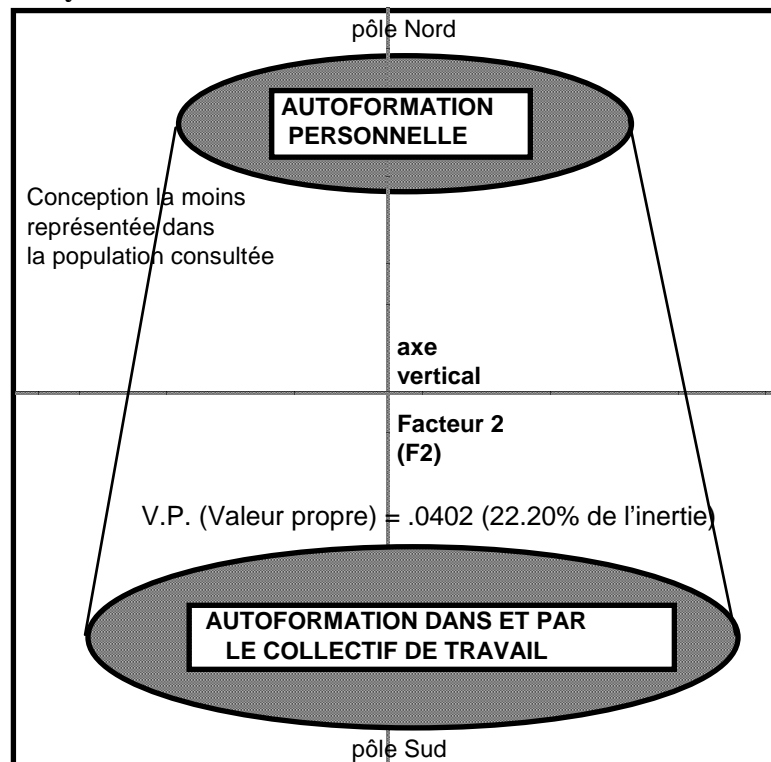 pôle Nord
AUTOFORMATION
PERSONNELLE
Conception la moins
représentée dans
la population consultée
axe
vertical
Facteur 2
(F2)
V.P. (Valeur propre) = .0402 (22.20% de l'inertie)
AUTOFORMATION DANS ET PAR
LE COLLECTIF DE TRAVAIL
pôle Sud